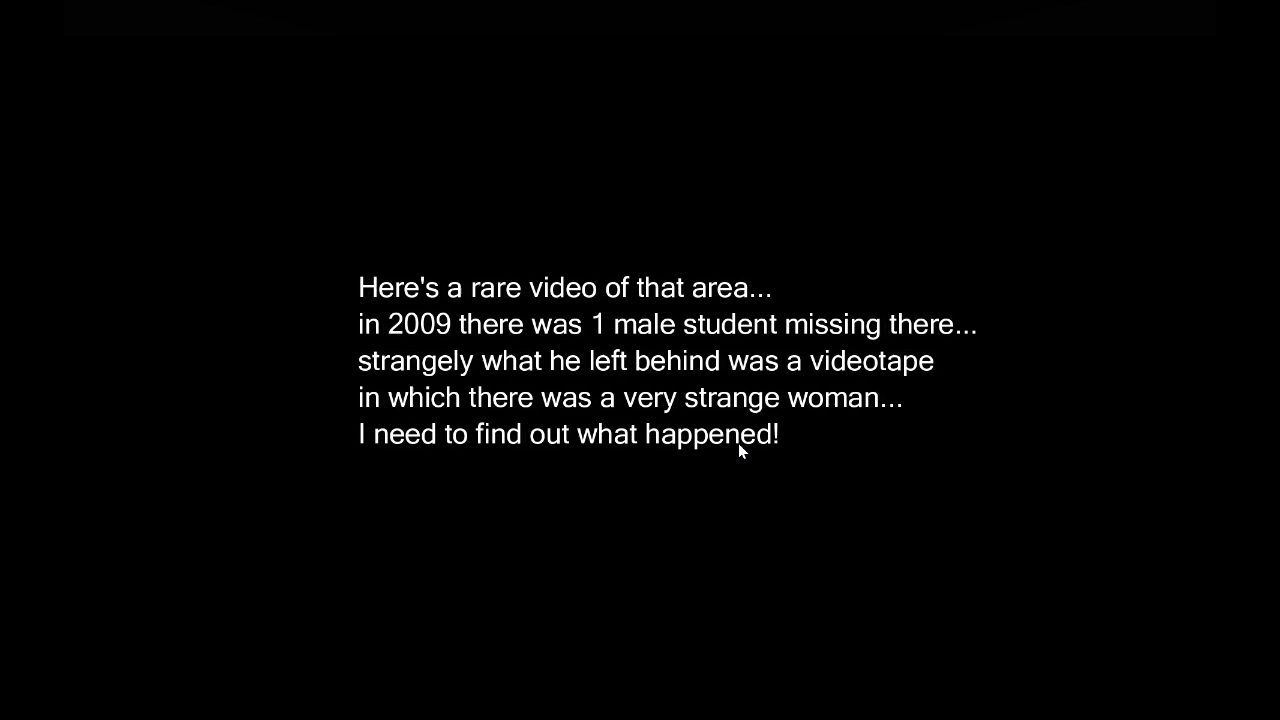 Here's a rare video of that area...
in 2009 there was 1 male student missing there...
strangely what he left behind was a videotape
in which there was a very strange woman...
I need to find out what happened!